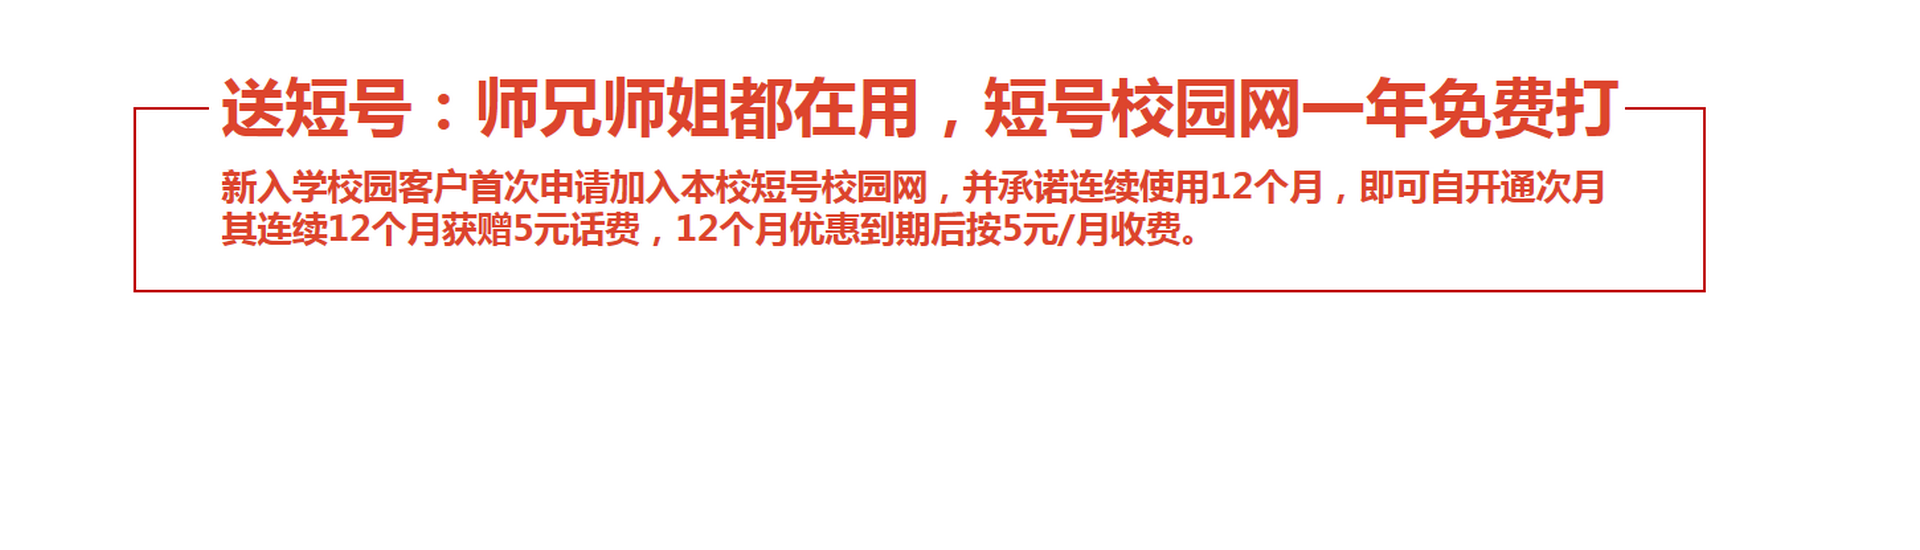 送短号：师兄师姐都在用，短号校园网一年免费打
新入学校园客户首次申请加入本校短号校园网，并承诺连续使用12个月，即可自开通次月
其连续12个月获赠5元话费，12个月优惠到期后按5元/月收费。